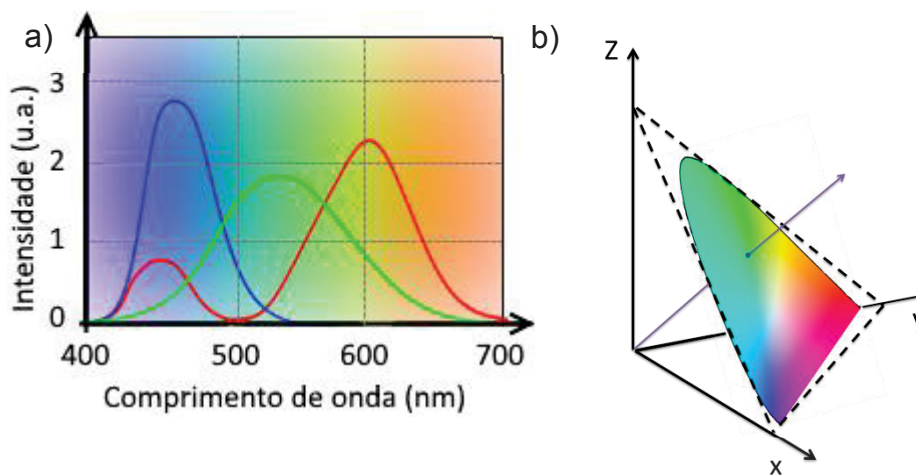 a)
Intensidade (u.a.)
3
2
1
0
400 500 600 700
Comprimento de onda (nm)
b)
Z
x